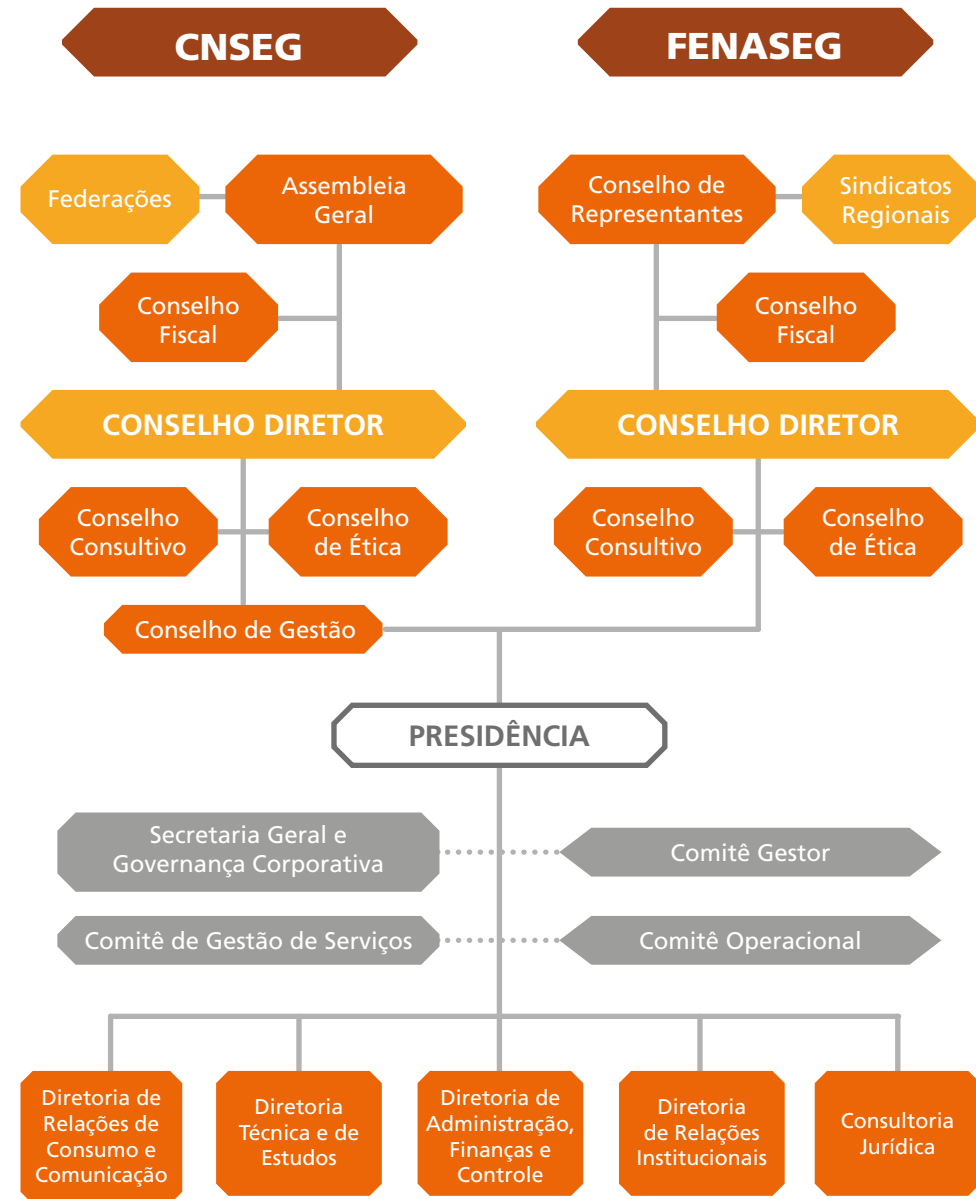 CNSEG
FENASEG
Federações
Assembleia
Geral
Conselho de
Representantes
Sindicatos
Regionais
Conselho
Fiscal
Conselho
Fiscal
CONSELHO DIRETOR
CONSELHO DIRETOR
Conselho
Consultivo
Conselho
de Ética
Conselho
Consultivo
Conselho
de Ética
Conselho de Gestão
PRESIDÊNCIA
Secretaria Geral e
Governança Corporativa
Comitê Gestor
Comitê de Gestão de Serviços
Comitê Operacional
Diretoria de
Relações de
Consumo e
Comunicação
Diretoria
Técnica e de
Estudos
Diretoria de
Administração,
Finanças e
Controle
Diretoria
de Relações
Institucionais
Consultoria
Jurídica